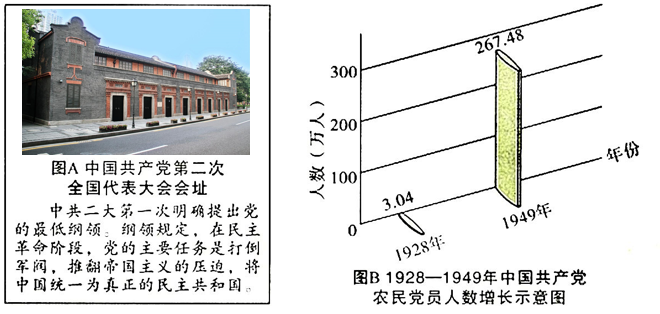 图A 中国共产党第二次
全国代表大会会址
中共二大第一次明确提出党
的最低纲领。纲领规定，在民主
革命阶段，党的主要任务是打倒
军阀，推翻帝国主义的压迫，将
中国统一为真正的民主共和国。
人数（万人）
300
200
100
0
267.48
3.04
1928年
1949年
年份
图B 1928—1949年中国共产党
农民党员人数增长示意图